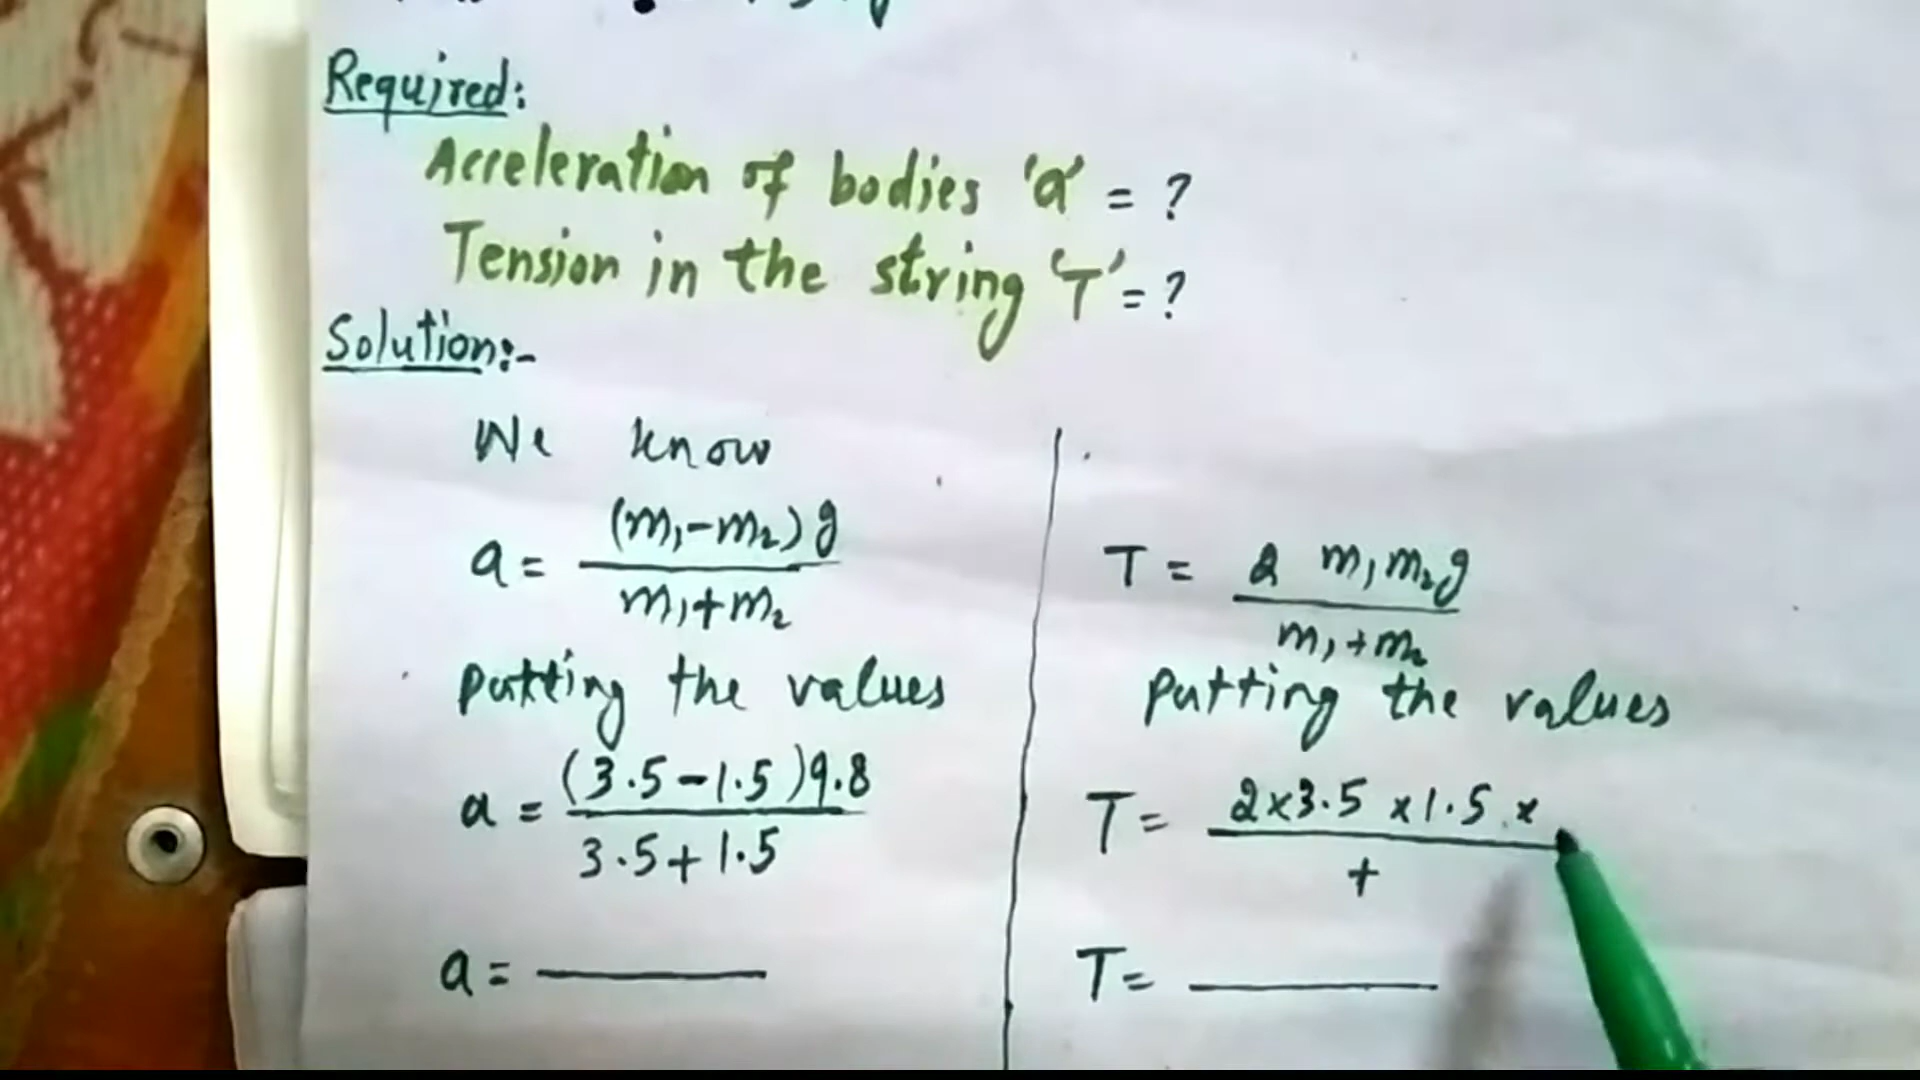 Required:
Acceleration of bodies 'a' = ?
Tension in the string 'T' = ?
Solution:-
We know
a = (m₁-m₂)g / m₁+m₂
putting the values
a = (3.5-1.5)9.8 / 3.5+1.5
a =
T = 2 m₁m₂g / m₁+m₂
putting the values
T = 2x3.5 x1.5 x / +
T =